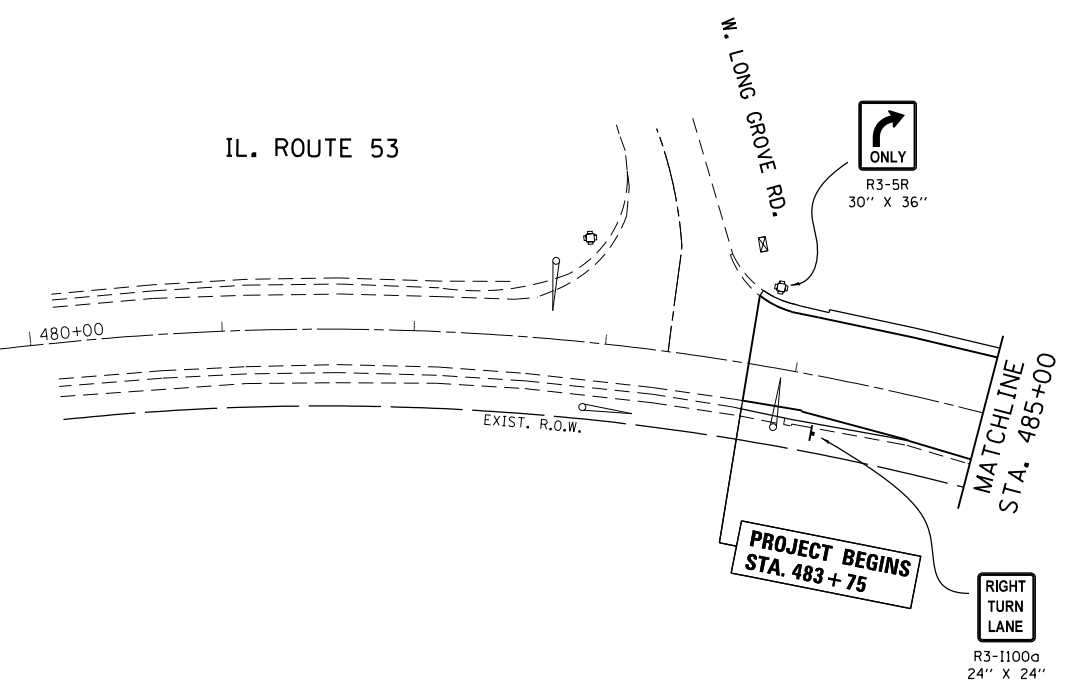 W. LONG GROVE RD.
IL. ROUTE 53
ONLY
R3-5R
30'' X 36''
480+00
EXIST. R.O.W.
MATCHLINE
STA. 485+00
PROJECT BEGINS
STA. 483+75
RIGHT
TURN
LANE
R3-I100a
24'' X 24''